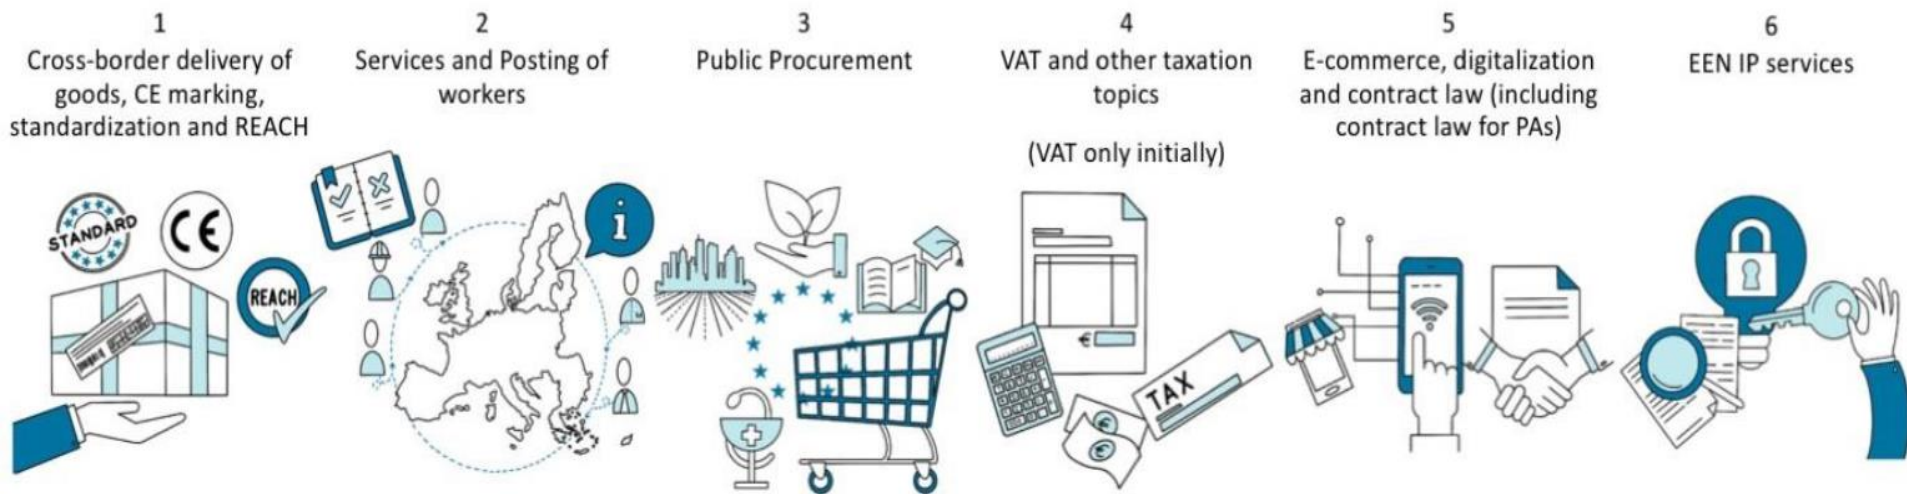 1
Cross-border delivery of
goods, CE marking,
standardization and REACH
STANDARD
CE
REACH
2
Services and Posting of
workers
i
3
Public Procurement
4
VAT and other taxation
topics
(VAT only initially)
€
TAX
€
€
5
E-commerce, digitalization
and contract law (including
contract law for PAs)
6
EEN IP services